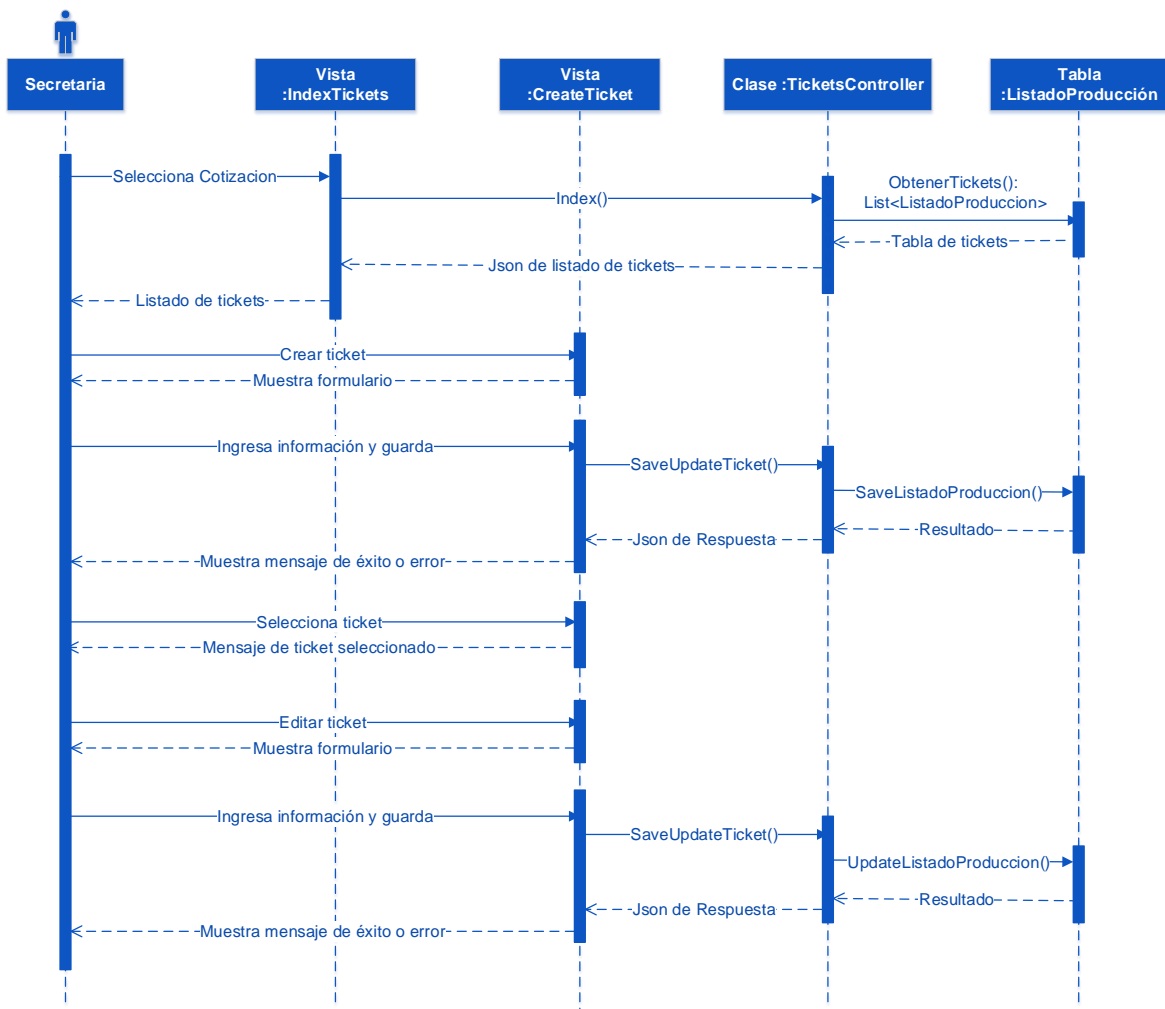 Secretaria
Vista
:IndexTickets
Vista
:CreateTicket
Clase :TicketsController
Tabla
:ListadoProducción
Selecciona Cotizacion
Index()
ObtenerTickets():
List<ListadoProduccion>
Tabla de tickets
Json de listado de tickets
Listado de tickets
Crear ticket
Muestra formulario
Ingresa información y guarda
SaveUpdateTicket()
SaveListadoProduccion()
Resultado
Json de Respuesta
Muestra mensaje de éxito o error
Selecciona ticket
Mensaje de ticket seleccionado
Editar ticket
Muestra formulario
Ingresa información y guarda
SaveUpdateTicket()
UpdateListadoProduccion()
Resultado
Json de Respuesta
Muestra mensaje de éxito o error